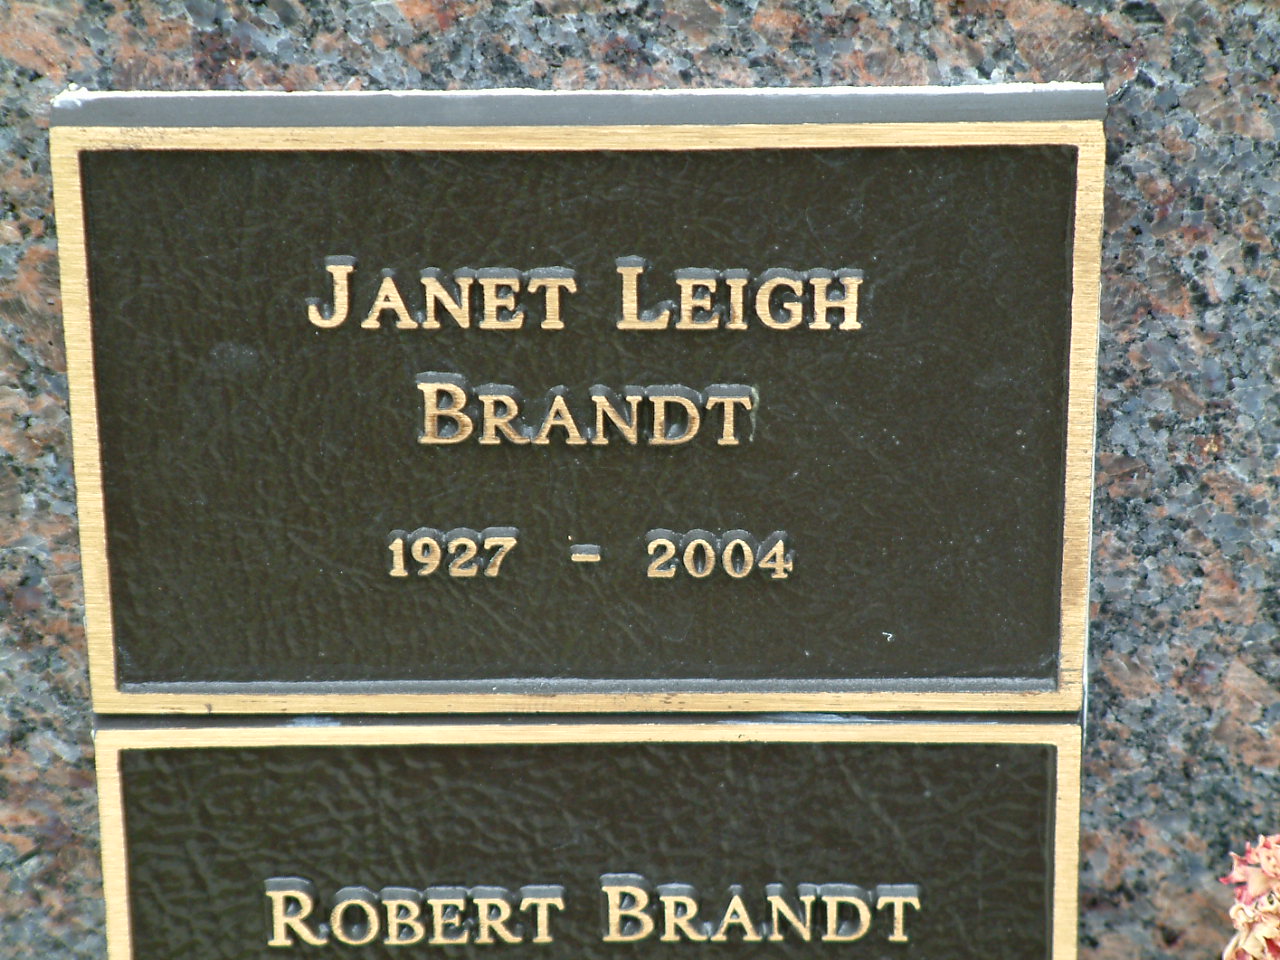 JANET LEIGH
BRANDT
1927 - 2004
ROBERT BRANDT